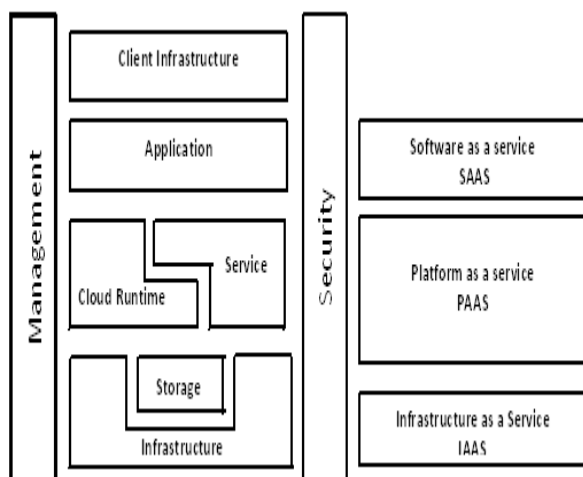 Management
Client Infrastructure
Application
Cloud Runtime
Service
Storage
Infrastructure
Security
Software as a service
SAAS
Platform as a service
PAAS
Infrastructure as a Service
IAAS